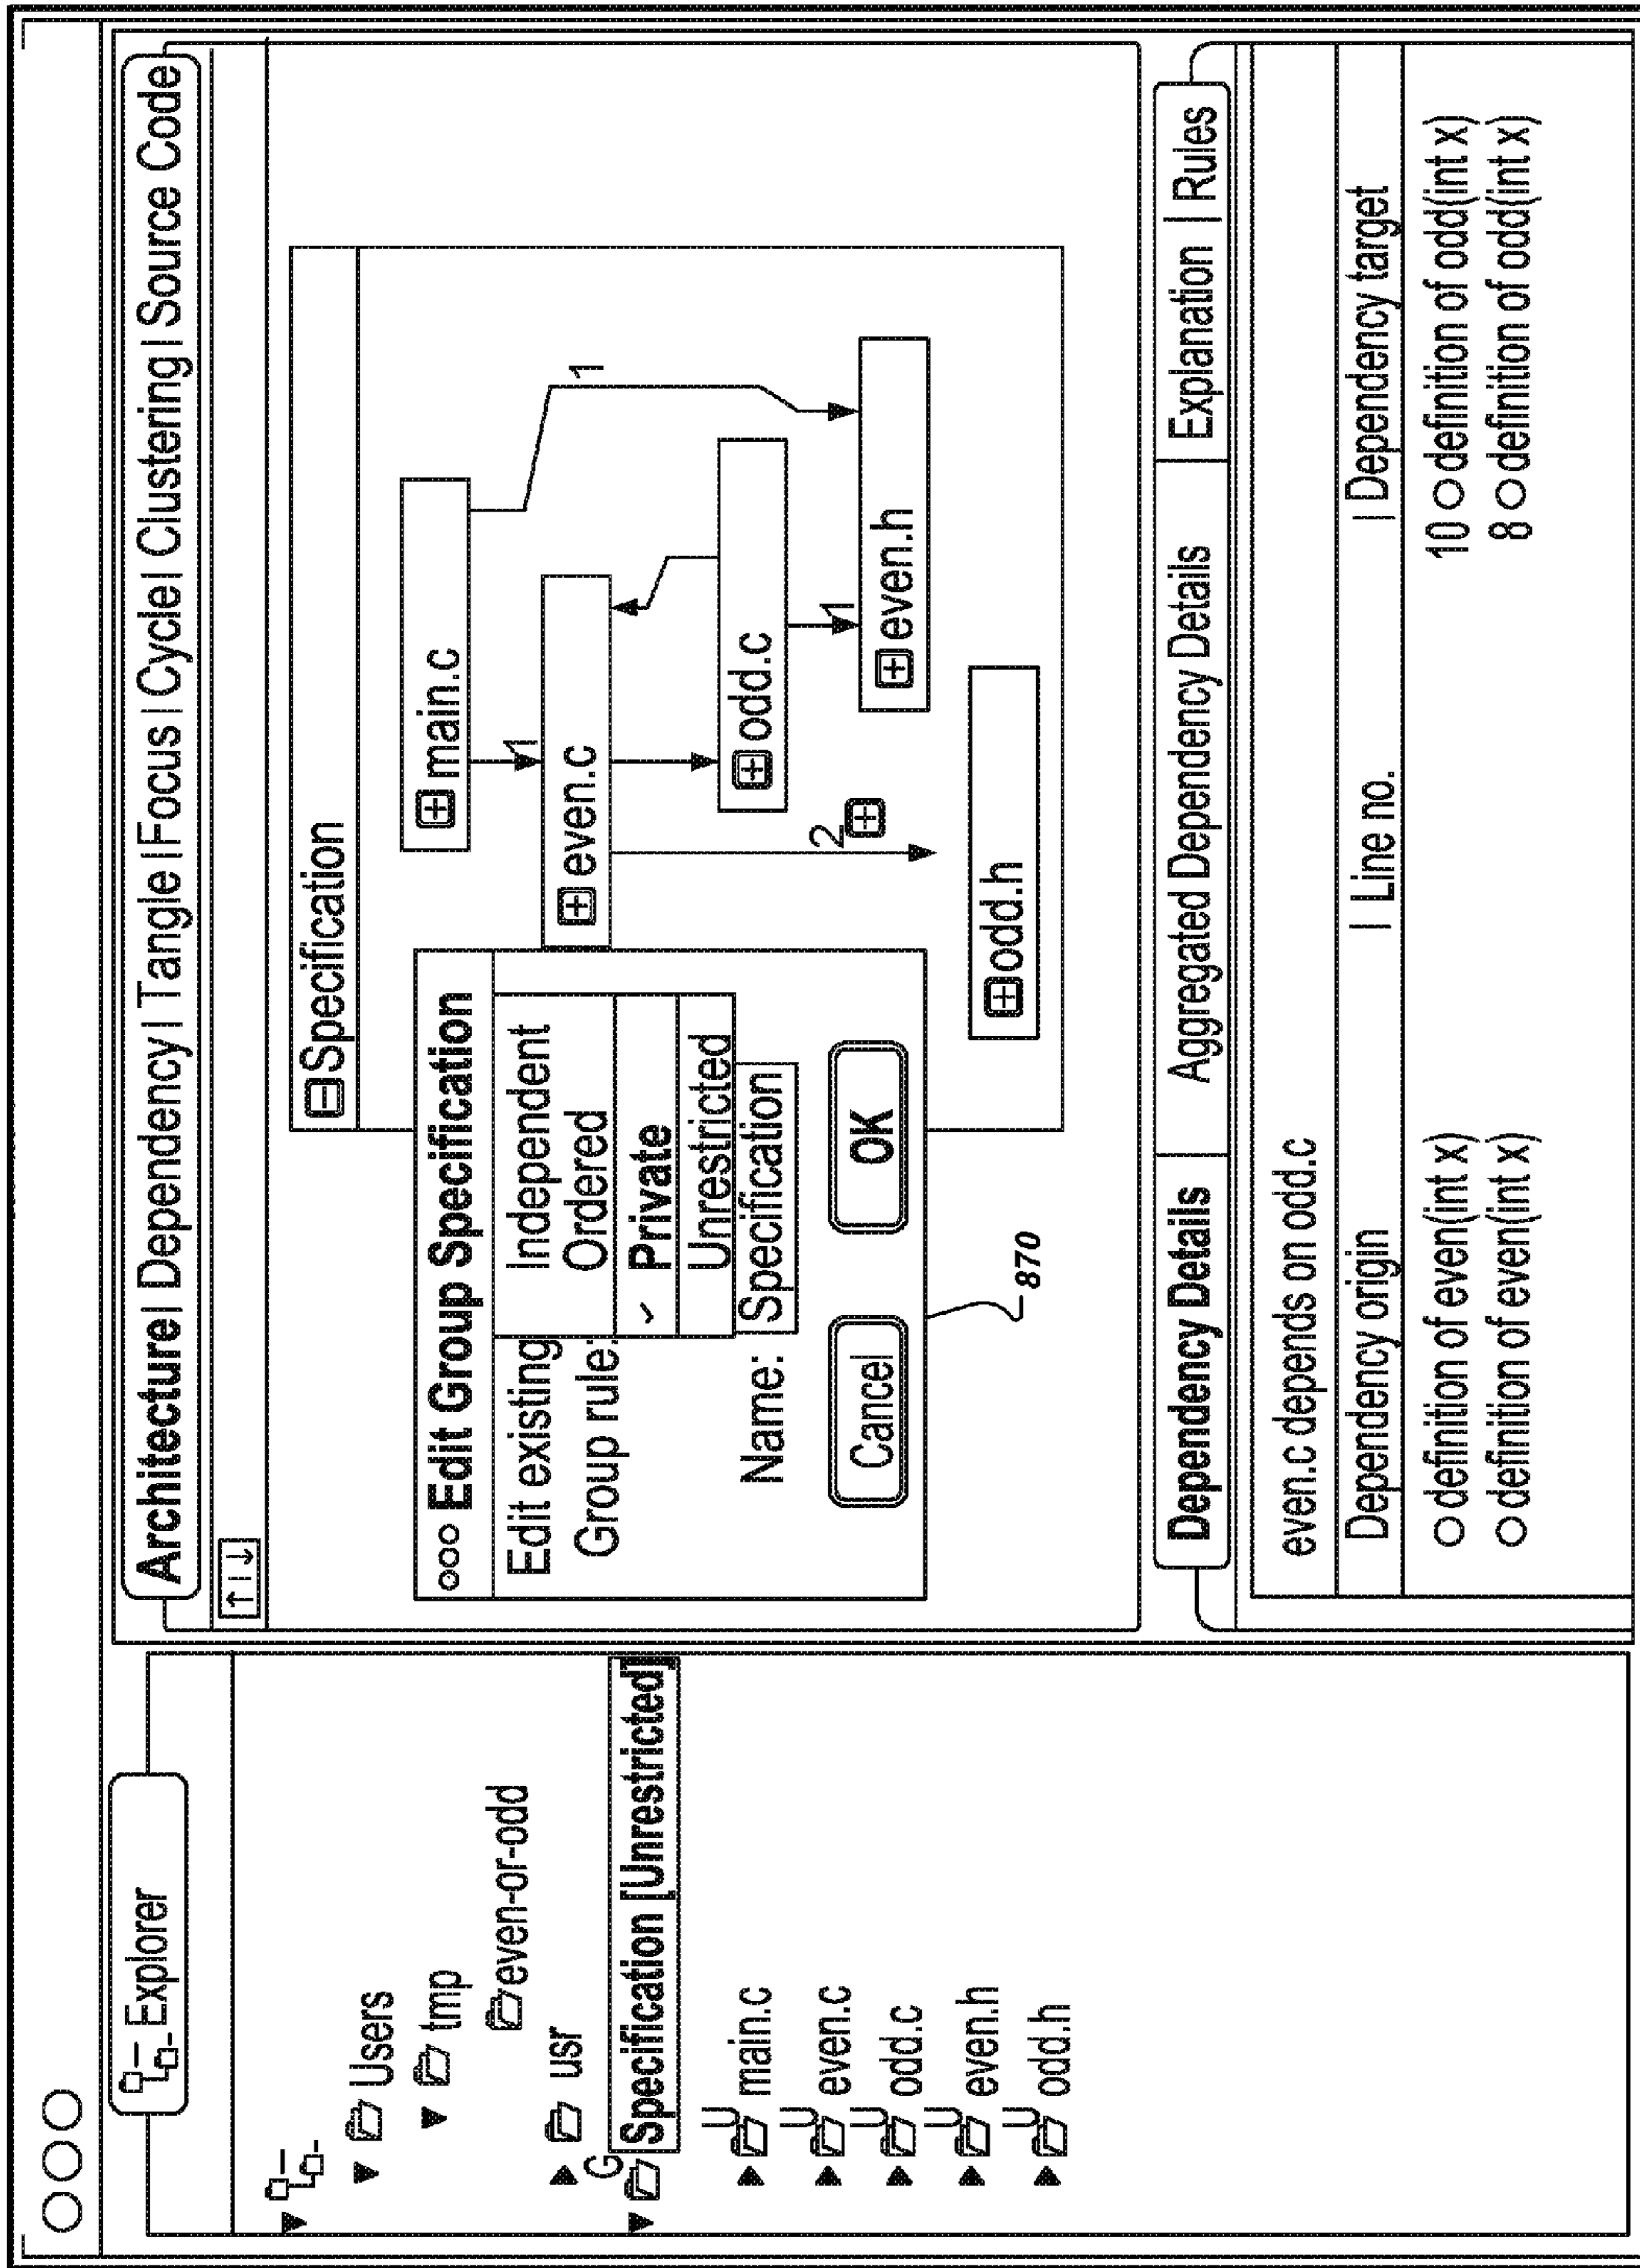 Explorer
Users
tmp
even-or-odd
usr
G
Specification [Unrestricted]
U
main.c
U
even.c
U
odd.c
U
even.h
U
odd.h
Architecture| Dependency| Tangle |Focus | Cycle| Clustering| Source Code
Specification
main.c
1
1
even.c
odd.c
2
1
even.h
odd.h
Edit Group Specification
Edit existing
Group rule:
Independent
Ordered
✓ Private
Unrestricted
Name: Specification
Cancel
OK
870
Dependency Details
Aggregated Dependency Details
Explanation | Rules
even.c depends on odd.c
Dependency origin | Line no. | Dependency target
definition of even(int x) 10 definition of odd(int x)
definition of even(int x) 8 definition of odd(int x)